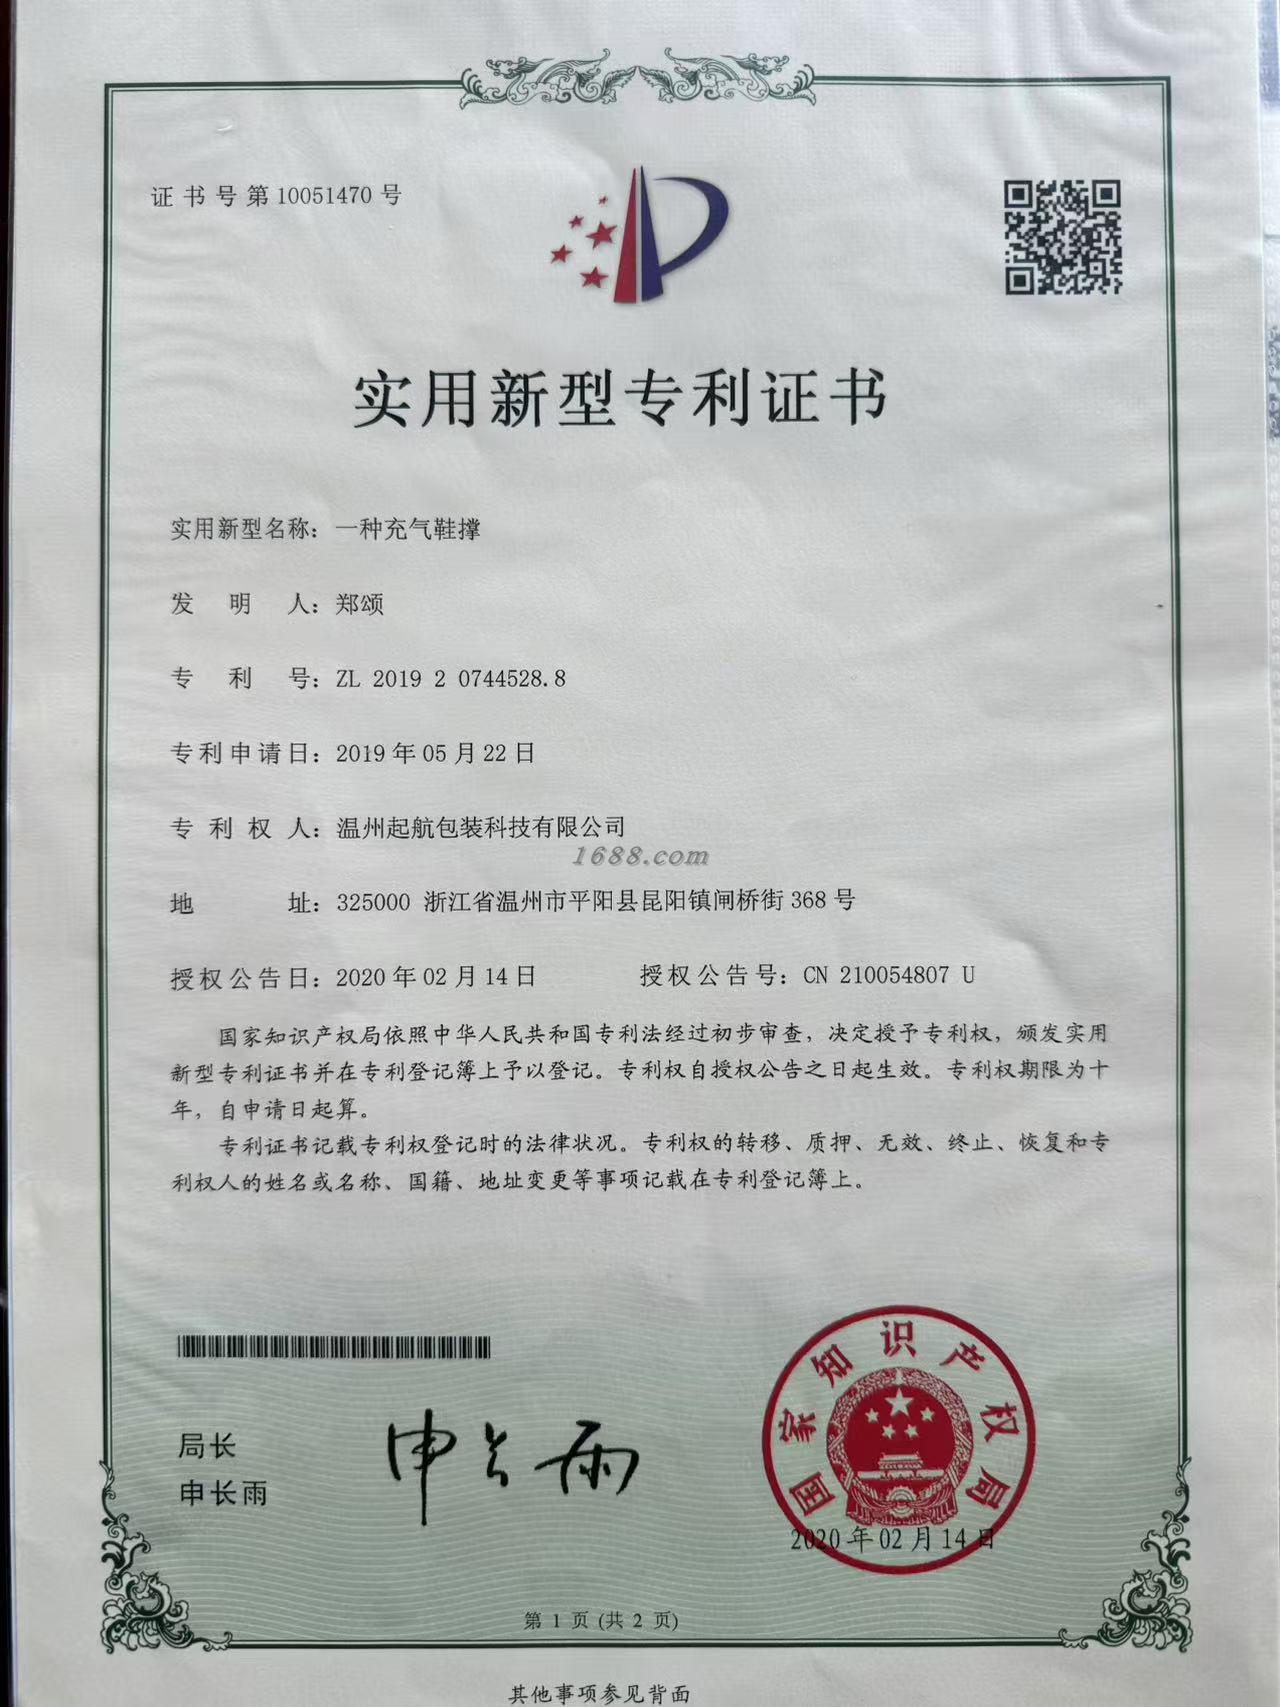 证书号第10051470号
实用新型专利证书
实用新型名称：一种充气鞋撑
发明人：郑颂
专利号：ZL 2019 2 0744528.8
专利申请日：2019年05月22日
专利权人：温州起航包装科技有限公司
1688.com
地址：325000 浙江省温州市平阳县昆阳镇闸桥街368号
授权公告日：2020年02月14日 授权公告号：CN 210054807 U
国家知识产权局依照中华人民共和国专利法经过初步审查，决定授予专利权，颁发实用
新型专利证书并在专利登记簿上予以登记。专利权自授权公告之日起生效。专利权期限为十
年，自申请日起算。
专利证书记载专利权登记时的法律状况。专利权的转移、质押、无效、终止、恢复和专
利权人的姓名或名称、国籍、地址变更等事项记载在专利登记簿上。
局长
申长雨
申长雨
国家知识产权局
2020年02月14日
第 1 页 (共 2 页)
其他事项参见背面